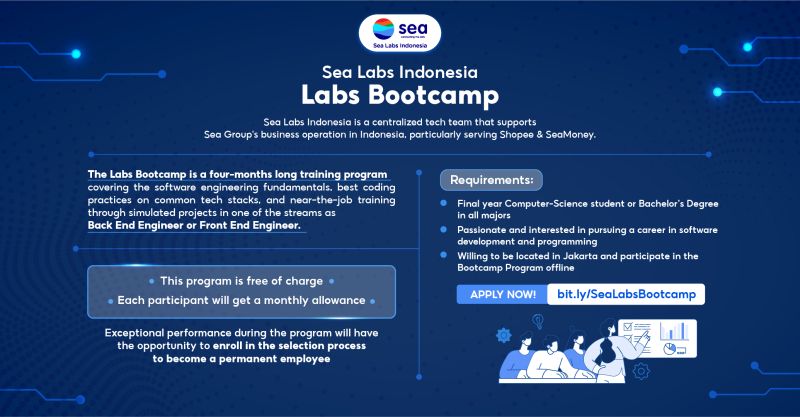 sea
connecting the dots
Sea Labs Indonesia
Sea Labs Indonesia
Labs Bootcamp
Sea Labs Indonesia is a centralized tech team that supports
Sea Group's business operation in Indonesia, particularly serving Shopee & SeaMoney.
The Labs Bootcamp is a four-months long training program
covering the software engineering fundamentals, best coding
practices on common tech stacks, and near-the-job training
through simulated projects in one of the streams as
Back End Engineer or Front End Engineer.
This program is free of charge
Each participant will get a monthly allowance
Exceptional performance during the program will have
the opportunity to enroll in the selection process
to become a permanent employee
Requirements:
Final year Computer-Science student or Bachelor's Degree
in all majors
Passionate and interested in pursuing a career in software
development and programming
Willing to be located in Jakarta and participate in the
Bootcamp Program offline
APPLY NOW!
bit.ly/SeaLabsBootcamp